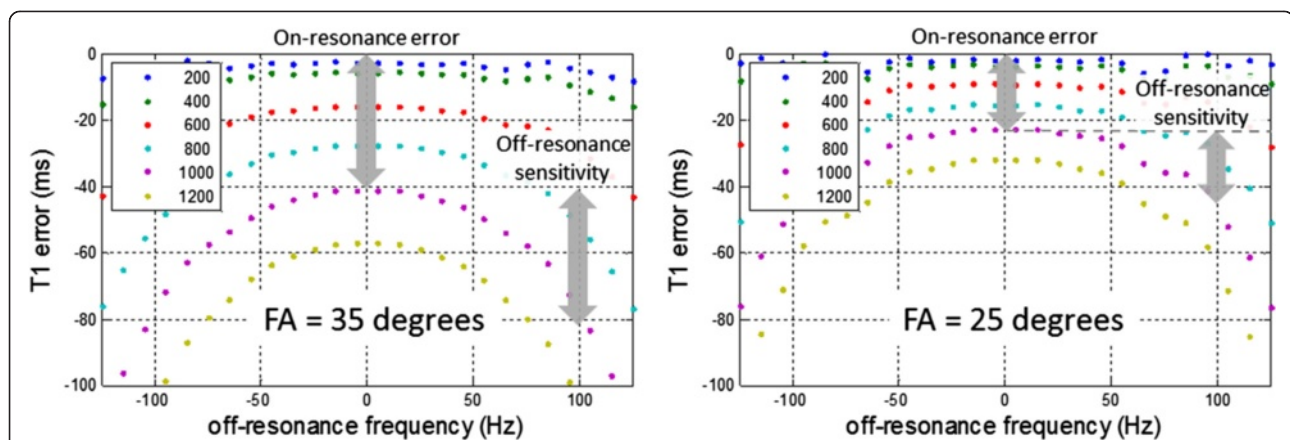 On-resonance error
T1 error (ms)
0
-20
-40
-60
-80
-100
200
400
600
800
1000
1200
Off-resonance
sensitivity
FA = 35 degrees
-100
-50
0
50
100
off-resonance frequency (Hz)
On-resonance error
T1 error (ms)
0
-20
-40
-60
-80
-100
200
400
600
800
1000
1200
Off-resonance
sensitivity
FA = 25 degrees
-100
-50
0
50
100
off-resonance frequency (Hz)